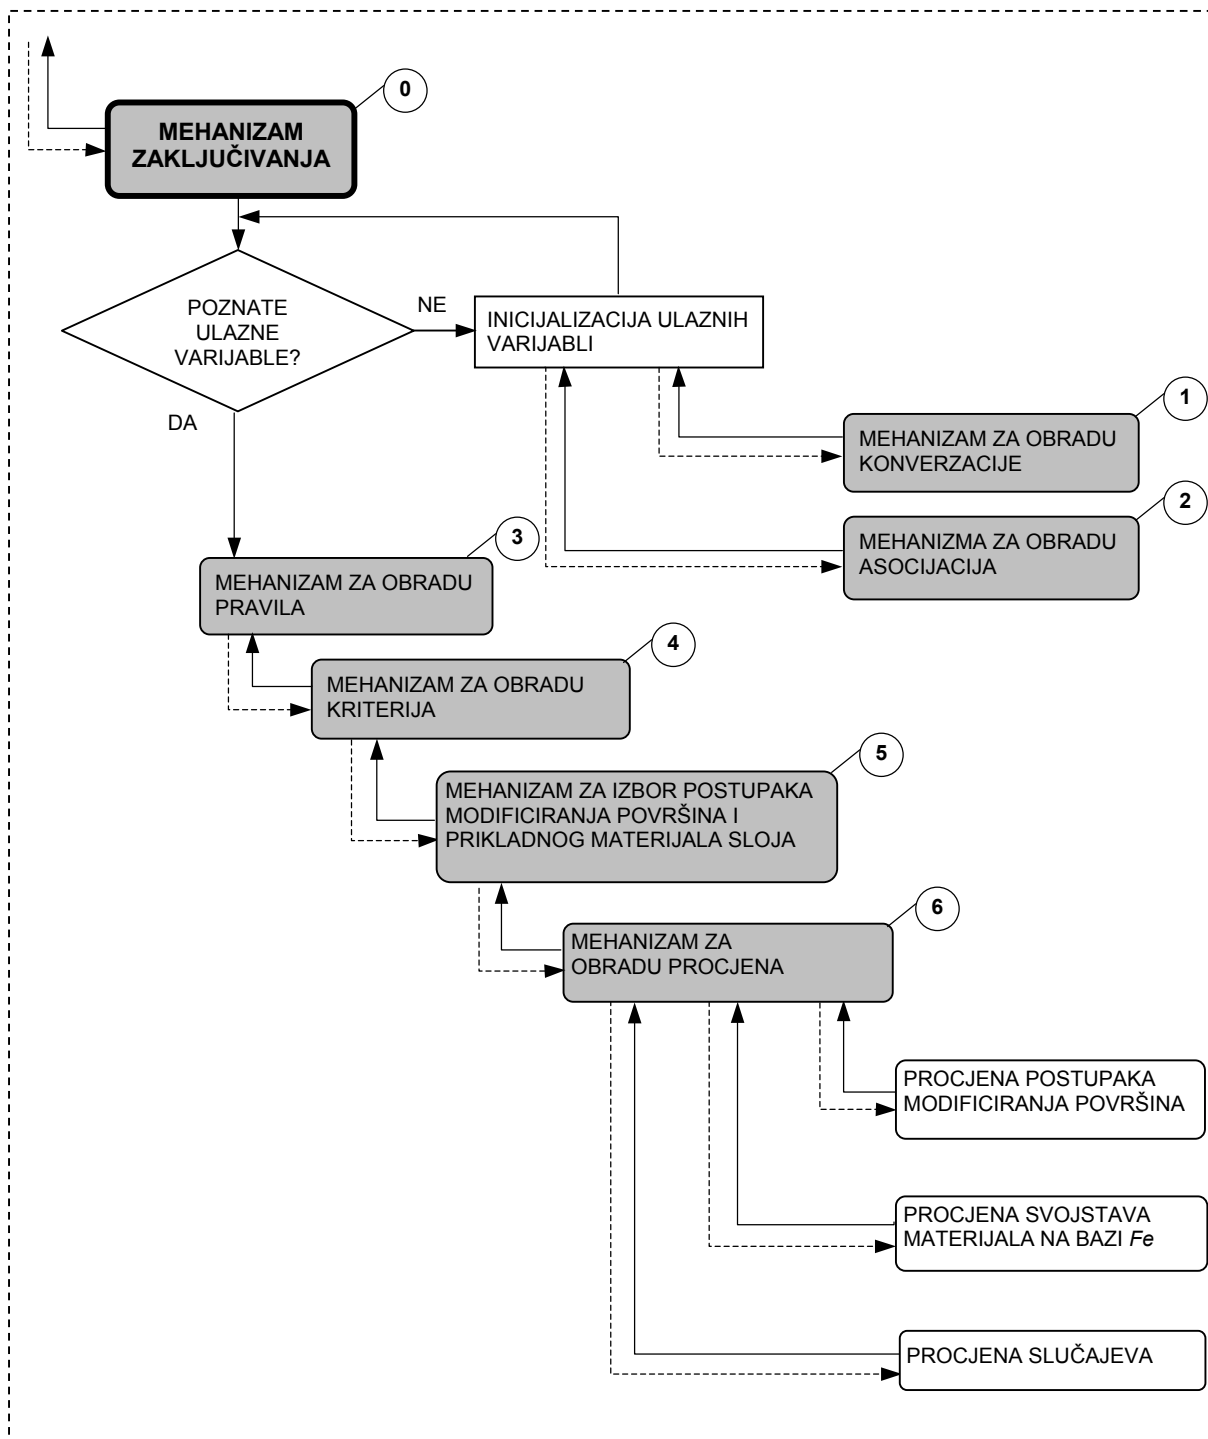 0
MEHANIZAM
ZAKLJUČIVANJA
POZNATE
ULAZNE
VARIJABLE?
NE
INICIJALIZACIJA ULAZNIH
VARIJABLI
DA
1
MEHANIZAM ZA OBRADU
KONVERZACIJE
2
MEHANIZMA ZA OBRADU
ASOCIJACIJA
3
MEHANIZAM ZA OBRADU
PRAVILA
4
MEHANIZAM ZA OBRADU
KRITERIJA
5
MEHANIZAM ZA IZBOR POSTUPAKA
MODIFICIRANJA POVRŠINA I
PRIKLADNOG MATERIJALA SLOJA
6
MEHANIZAM ZA
OBRADU PROCJENA
PROCJENA POSTUPAKA
MODIFICIRANJA POVRŠINA
PROCJENA SVOJSTAVA
MATERIJALA NA BAZI Fe
PROCJENA SLUČAJEVA